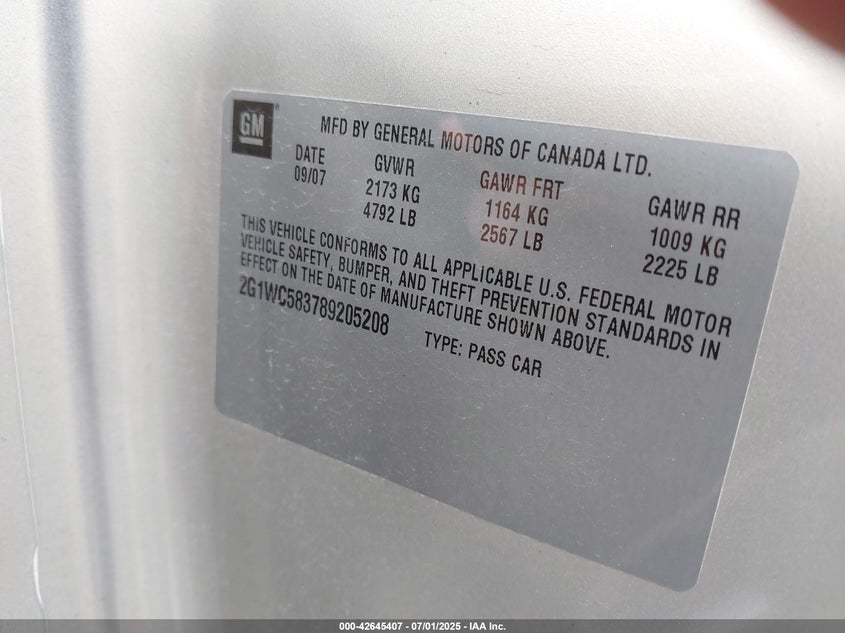 GM
MFD BY GENERAL MOTORS OF CANADA LTD.
DATE GVWR GAWR FRT GAWR RR
09/07 2173 KG 1164 KG 1009 KG
4792 LB 2567 LB 2225 LB
THIS VEHICLE CONFORMS TO ALL APPLICABLE U.S. FEDERAL MOTOR
VEHICLE SAFETY, BUMPER, AND THEFT PREVENTION STANDARDS IN
EFFECT ON THE DATE OF MANUFACTURE SHOWN ABOVE.
2G1WC583789205208 TYPE: PASS CAR
000-42645407 - 07/01/2025 - IAA Inc.